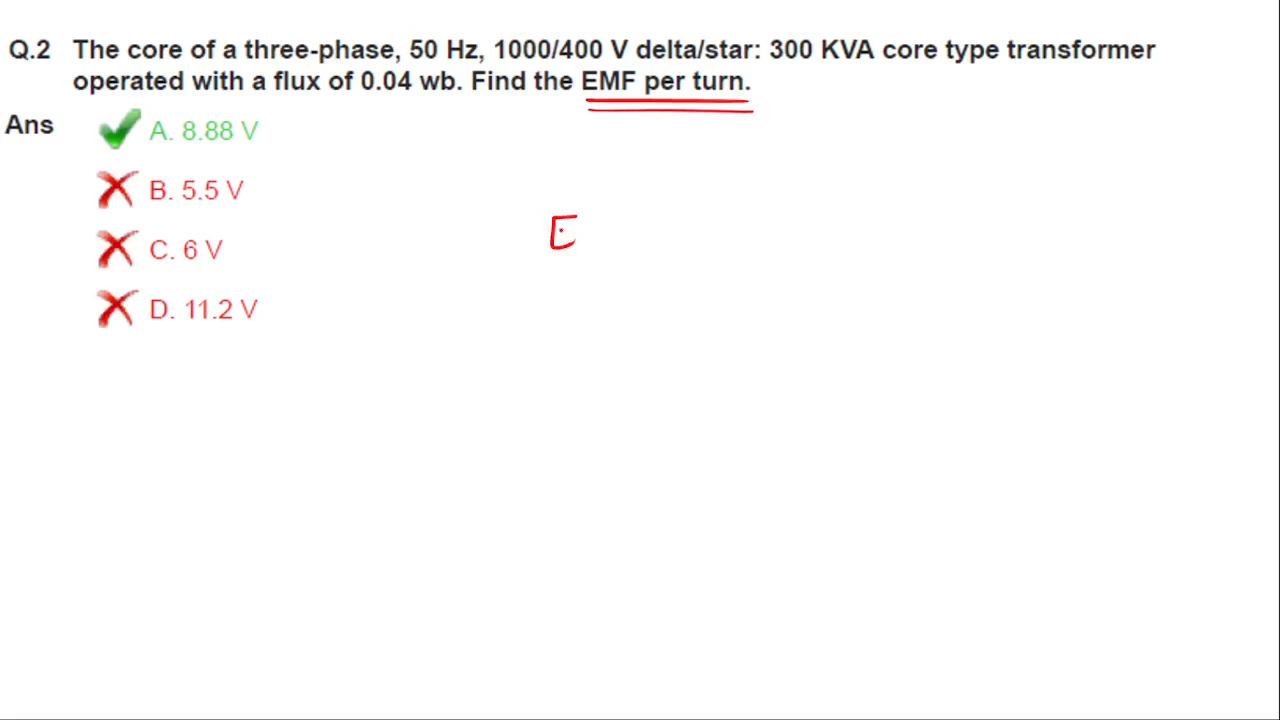 Q.2 The core of a three-phase, 50 Hz, 1000/400 V delta/star: 300 KVA core type transformer
operated with a flux of 0.04 wb. Find the EMF per turn.
Ans A. 8.88 V
B. 5.5 V
C. 6 V
D. 11.2 V
E